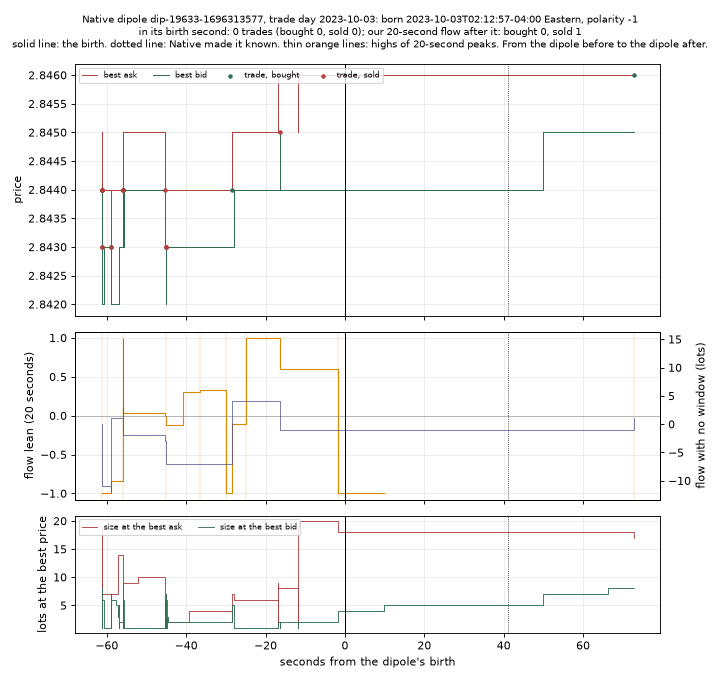 Native dipole dip-19633-1696313577, trade day 2023-10-03: born 2023-10-03T02:12:57-04:00 Eastern, polarity -1
in its birth second: 0 trades (bought 0, sold 0); our 20-second flow after it: bought 0, sold 1
solid line: the birth. dotted line: Native made it known. thin orange lines: highs of 20-second peaks. From the dipole before to the dipole after.
best ask
best bid
trade, bought
trade, sold
2.8460
2.8455
2.8450
2.8445
2.8440
2.8435
2.8430
2.8425
2.8420
price
1.0
0.5
0.0
−0.5
−1.0
flow lean (20 seconds)
15
10
5
0
−5
−10
flow with no window (lots)
size at the best ask
size at the best bid
20
15
10
5
lots at the best price
−60
−40
−20
0
20
40
60
seconds from the dipole's birth